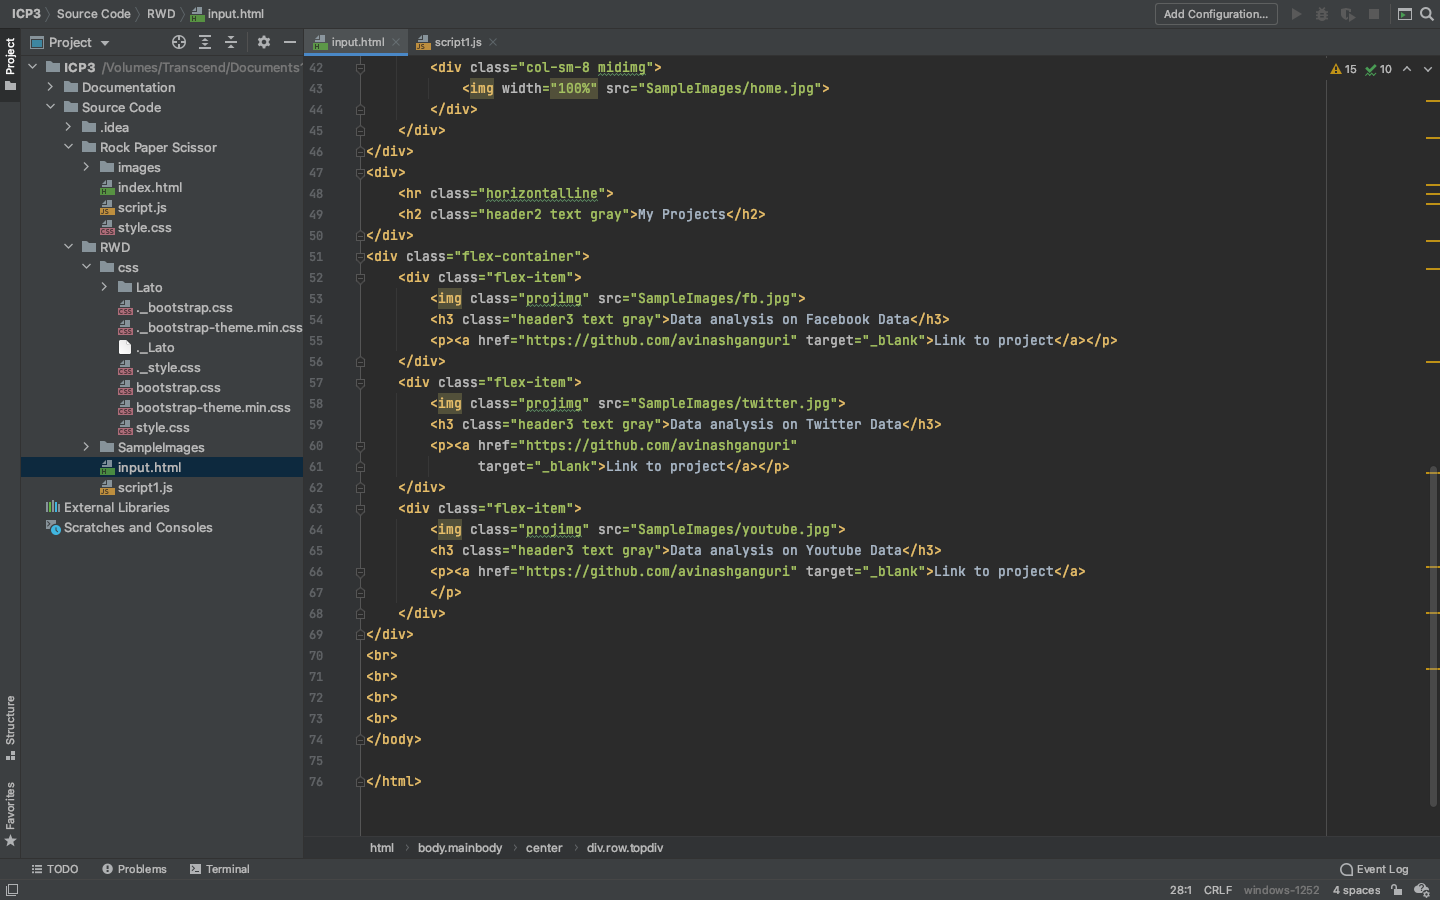 ICP3 Source Code RWD input.html
Add Configuration...
Project
input.html
script1.js
Project
ICP3 /Volumes/Transcend/Documents
Documentation
Source Code
.idea
Rock Paper Scissor
images
index.html
script.js
style.css
RWD
css
Lato
._bootstrap.css
._bootstrap-theme.min.css
._Lato
._style.css
bootstrap.css
bootstrap-theme.min.css
style.css
SampleImages
input.html
script1.js
External Libraries
Scratches and Consoles
15 10
42 <div class="col-sm-8 midimg">
43 <img width="100%" src="SampleImages/home.jpg">
44 </div>
45 </div>
46 </div>
47 <div>
48 <hr class="horizontalline">
49 <h2 class="header2 text gray">My Projects</h2>
50 </div>
51 <div class="flex-container">
52 <div class="flex-item">
53 <img class="projimg" src="SampleImages/fb.jpg">
54 <h3 class="header3 text gray">Data analysis on Facebook Data</h3>
55 <p><a href="https://github.com/avinashganguri" target="_blank">Link to project</a></p>
56 </div>
57 <div class="flex-item">
58 <img class="projimg" src="SampleImages/twitter.jpg">
59 <h3 class="header3 text gray">Data analysis on Twitter Data</h3>
60 <p><a href="https://github.com/avinashganguri"
61 target="_blank">Link to project</a></p>
62 </div>
63 <div class="flex-item">
64 <img class="projimg" src="SampleImages/youtube.jpg">
65 <h3 class="header3 text gray">Data analysis on Youtube Data</h3>
66 <p><a href="https://github.com/avinashganguri" target="_blank">Link to project</a>
67 </p>
68 </div>
69 </div>
70 <br>
71 <br>
72 <br>
73 <br>
74 </body>
75
76 </html>
Structure
Favorites
html body.mainbody center div.row.topdiv
TODO Problems Terminal Event Log
28:1 CRLF windows-1252 4 spaces